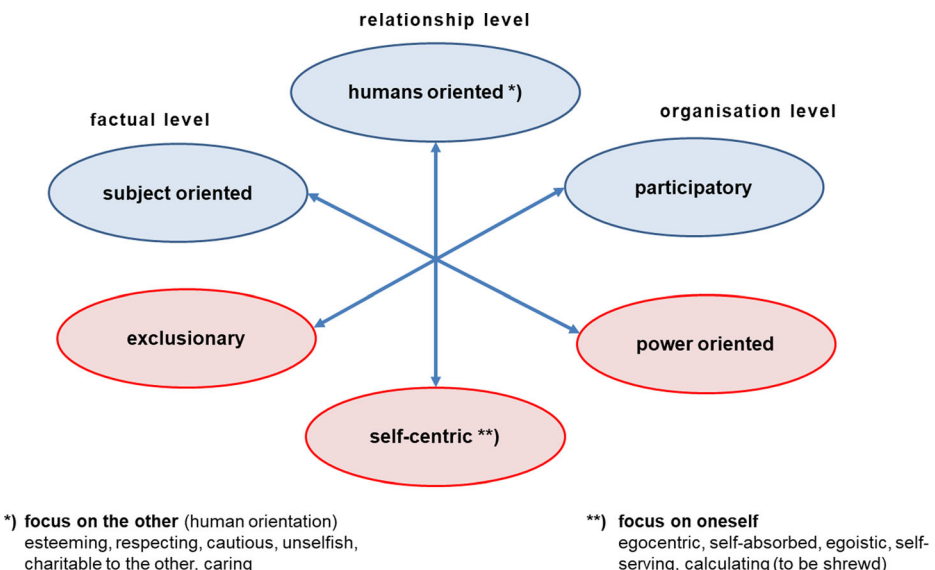 relationship level
humans oriented *)
factual level
organisation level
subject oriented
participatory
exclusionary
power oriented
self-centric **)
*) focus on the other (human orientation)
esteeming, respecting, cautious, unselfish,
charitable to the other, caring
**) focus on oneself
egocentric, self-absorbed, egoistic, self-
serving, calculating (to be shrewd)